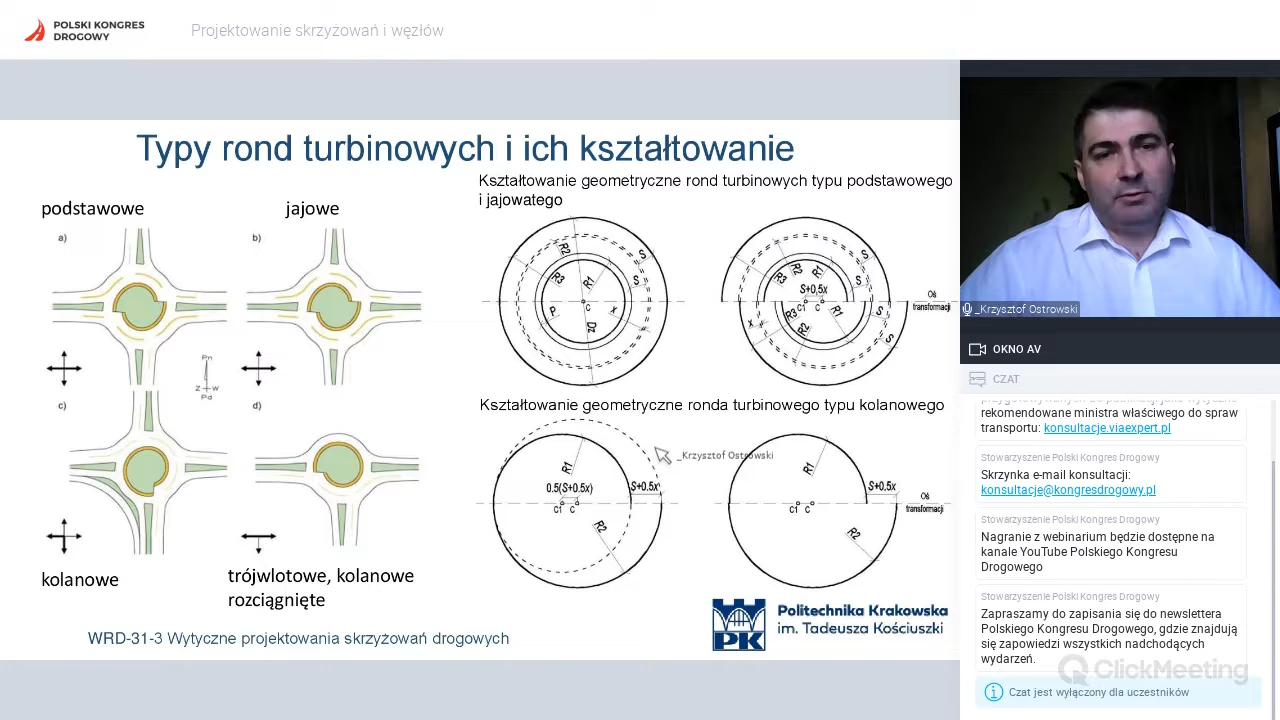 POLSKI KONGRES
DROGOWY
Projektowanie skrzyżowań i węzłów
Typy rond turbinowych i ich kształtowanie
podstawowe
jajowe
a)
b)
Pn
Z W
Pd
c)
d)
kolanowe
trójwlotowe, kolanowe
rozciągnięte
Kształtowanie geometryczne rond turbinowych typu podstawowego
i jajowatego
R2
S
R3
R1
S
P
c
x
Dz
S
R3
R3
R1
S+0,5x
S
c1 c
R3
R1
R2
x
S
S
Oś
transformacji
Kształtowanie geometryczne ronda turbinowego typu kolanowego
R1
0.5(S+0.5x)
S+0.5x
c1 c
R2
R1
S+0,5x
c1 c
R2
Oś
transformacji
_Krzysztof Ostrowski
WRD-31-3 Wytyczne projektowania skrzyżowań drogowych
PK
Politechnika Krakowska
im. Tadeusza Kościuszki
_Krzysztof Ostrowski
OKNO AV
CZAT
rekomendowane ministra właściwego do spraw
transportu: konsultacje.viaexpert.pl
Stowarzyszenie Polski Kongres Drogowy
Skrzynka e-mail konsultacji:
konsultacje@kongresdrogowy.pl
Stowarzyszenie Polski Kongres Drogowy
Nagranie z webinarium będzie dostępne na
kanale YouTube Polskiego Kongresu
Drogowego
Stowarzyszenie Polski Kongres Drogowy
Zapraszamy do zapisania się do newslettera
Polskiego Kongresu Drogowego, gdzie znajdują
się zapowiedzi wszystkich nadchodzących
wydarzeń.
ClickMeeting
Czat jest wyłączony dla uczestników